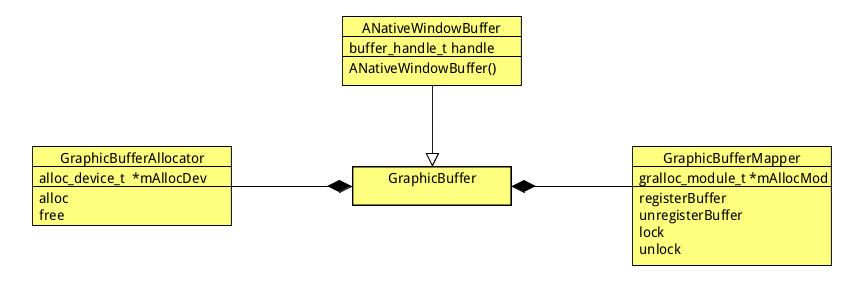 ANativeWindowBuffer
buffer_handle_t handle
ANativeWindowBuffer()
GraphicBufferAllocator
alloc_device_t *mAllocDev
alloc
free
GraphicBuffer
GraphicBufferMapper
gralloc_module_t *mAllocMod
registerBuffer
unregisterBuffer
lock
unlock